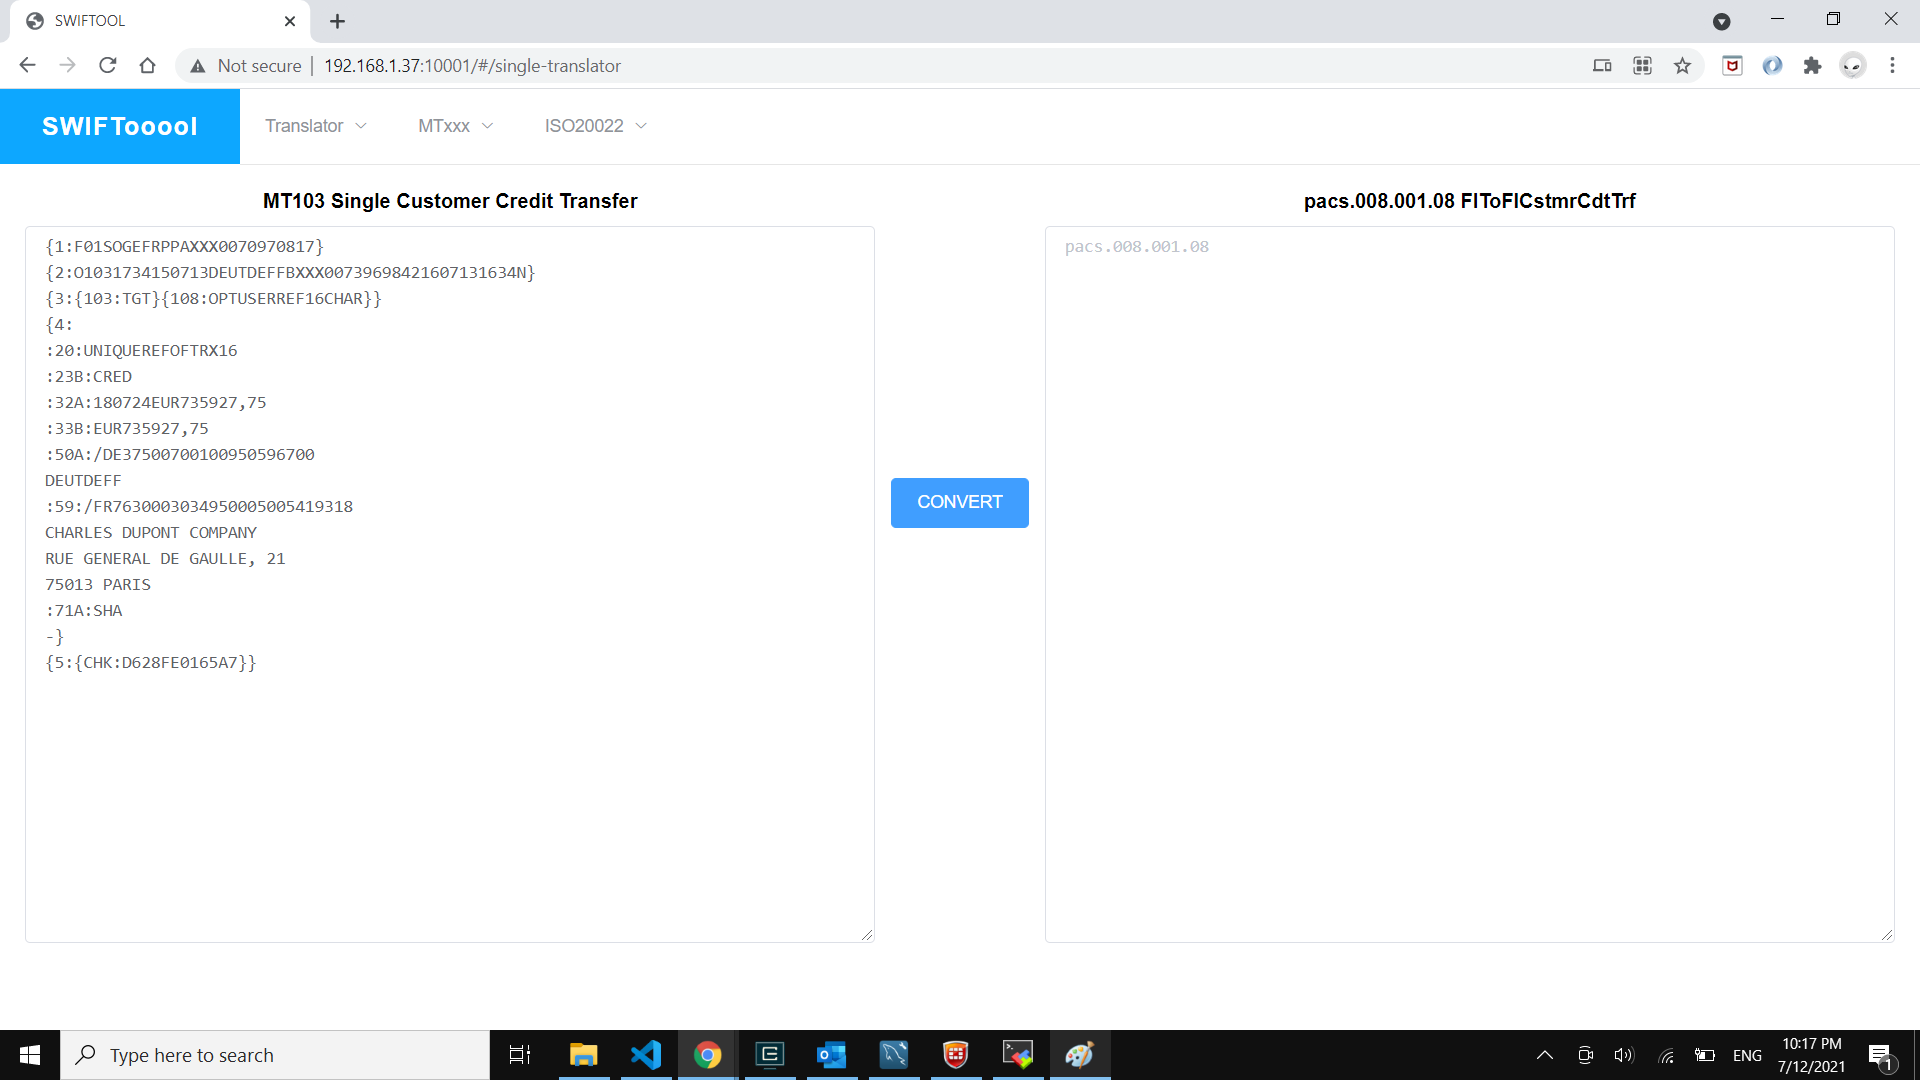 SWIFTOOL
Not secure
192.168.1.37:10001/#/single-translator
SWIFTooool
Translator
MTxxx
ISO20022
MT103 Single Customer Credit Transfer
{1:F01SOGEFRPPAXXX0070970817}
{2:O1031734150713DEUTDEFFBXXX00739698421607131634N}
{3:{103:TGT}{108:OPTUSERREF16CHAR}}
{4:
:20:UNIQUEREFOFTRX16
:23B:CRED
:32A:180724EUR735927,75
:33B:EUR735927,75
:50A:/DE37500700100950596700
DEUTDEFF
:59:/FR7630003034950005005419318
CHARLES DUPONT COMPANY
RUE GENERAL DE GAULLE, 21
75013 PARIS
:71A:SHA
-}
{5:{CHK:D628FE0165A7}}
CONVERT
pacs.008.001.08 FIToFICstmrCdtTrf
pacs.008.001.08
Type here to search
ENG
10:17 PM
7/12/2021
1